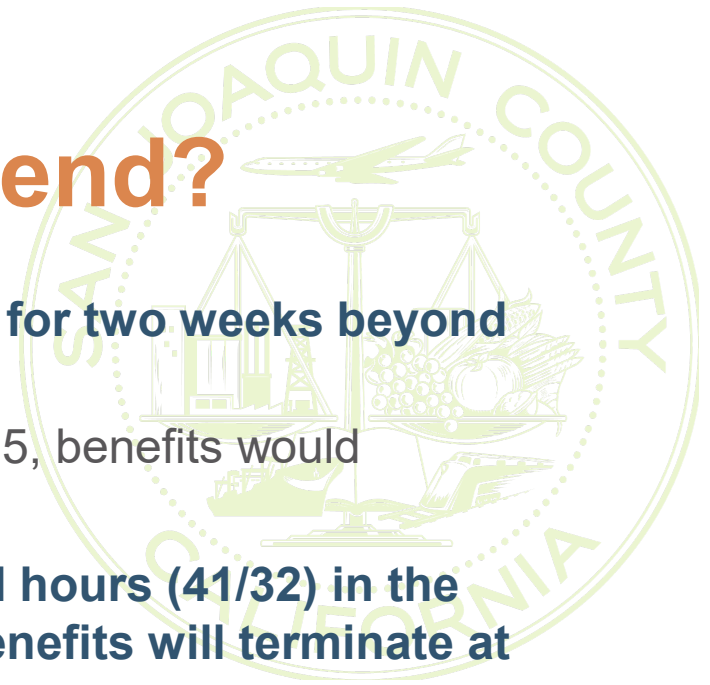 SAN JOAQUIN COUNTY
end?
for two weeks beyond
5, benefits would
hours (41/32) in the
enefits will terminate at
CALIFORNIA